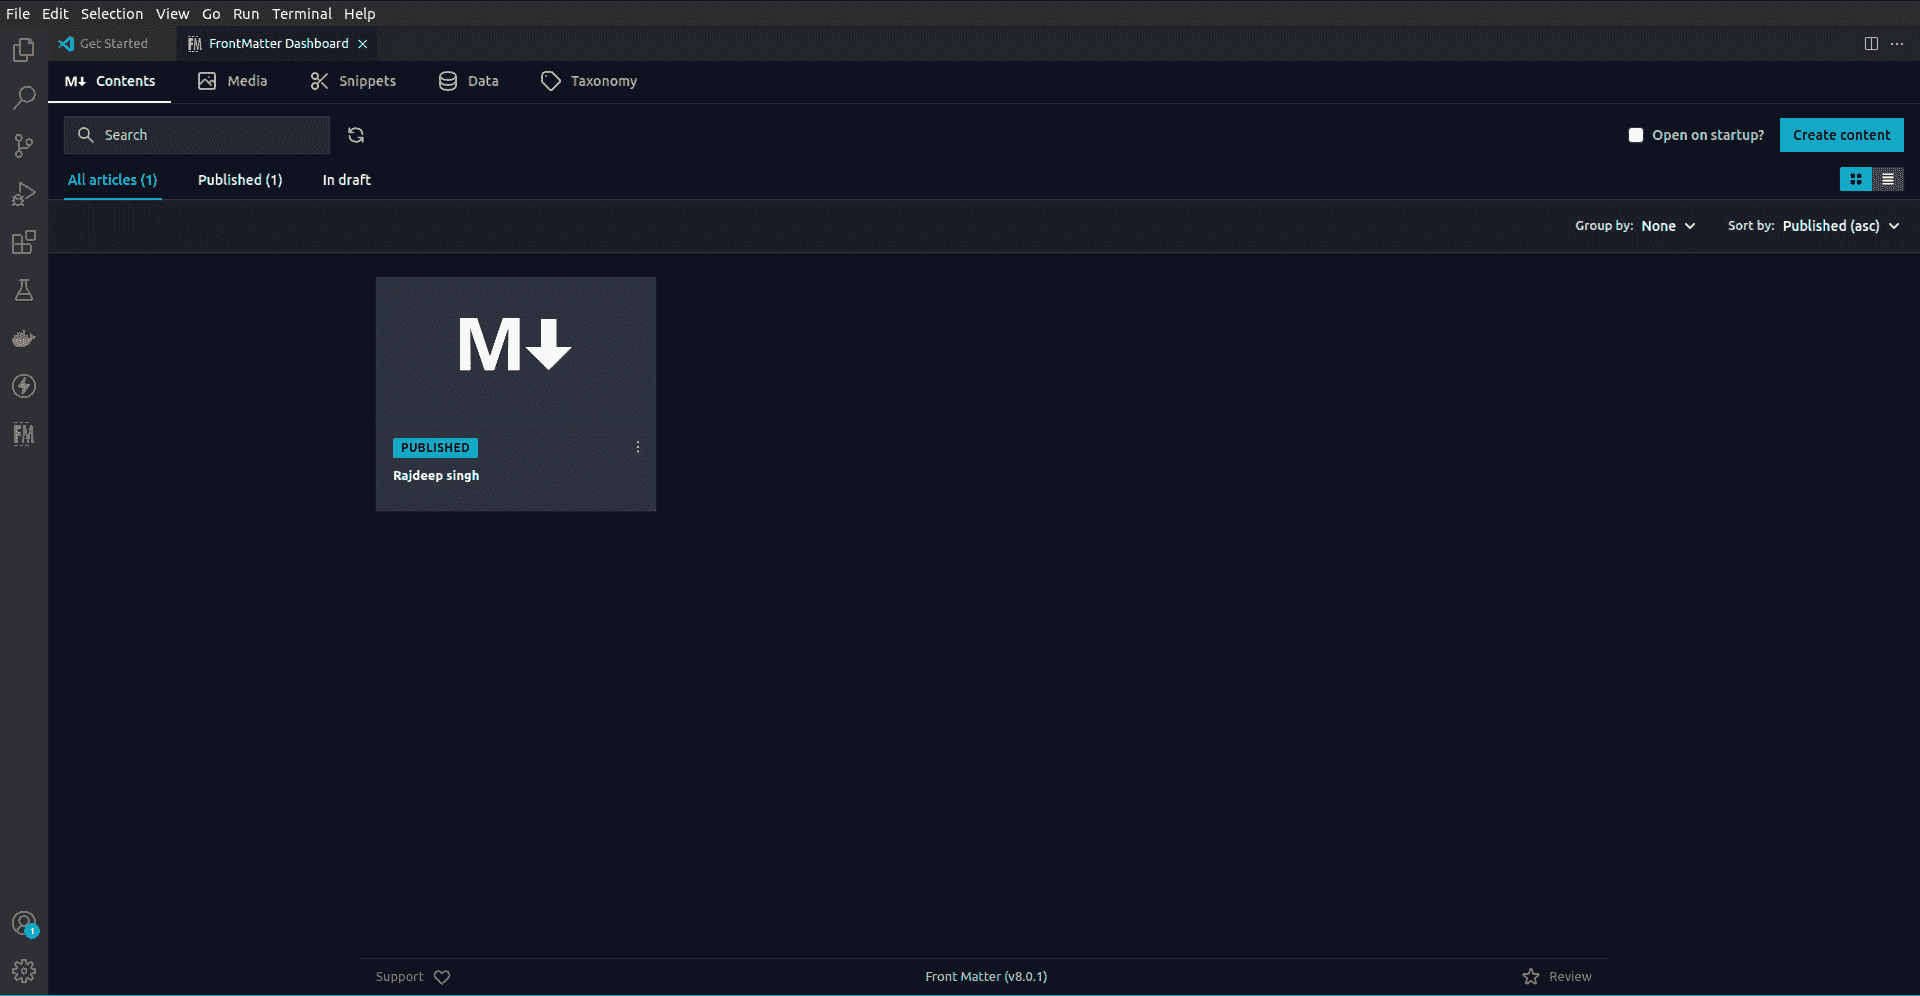 File Edit Selection View Go Run Terminal Help
Get Started FM FrontMatter Dashboard
M Contents Media Snippets Data Taxonomy
Search Open on startup? Create content
All articles (1) Published (1) In draft
Group by: None Sort by: Published (asc)
M
FM
PUBLISHED
Rajdeep singh
1
Support Front Matter (v8.0.1) Review